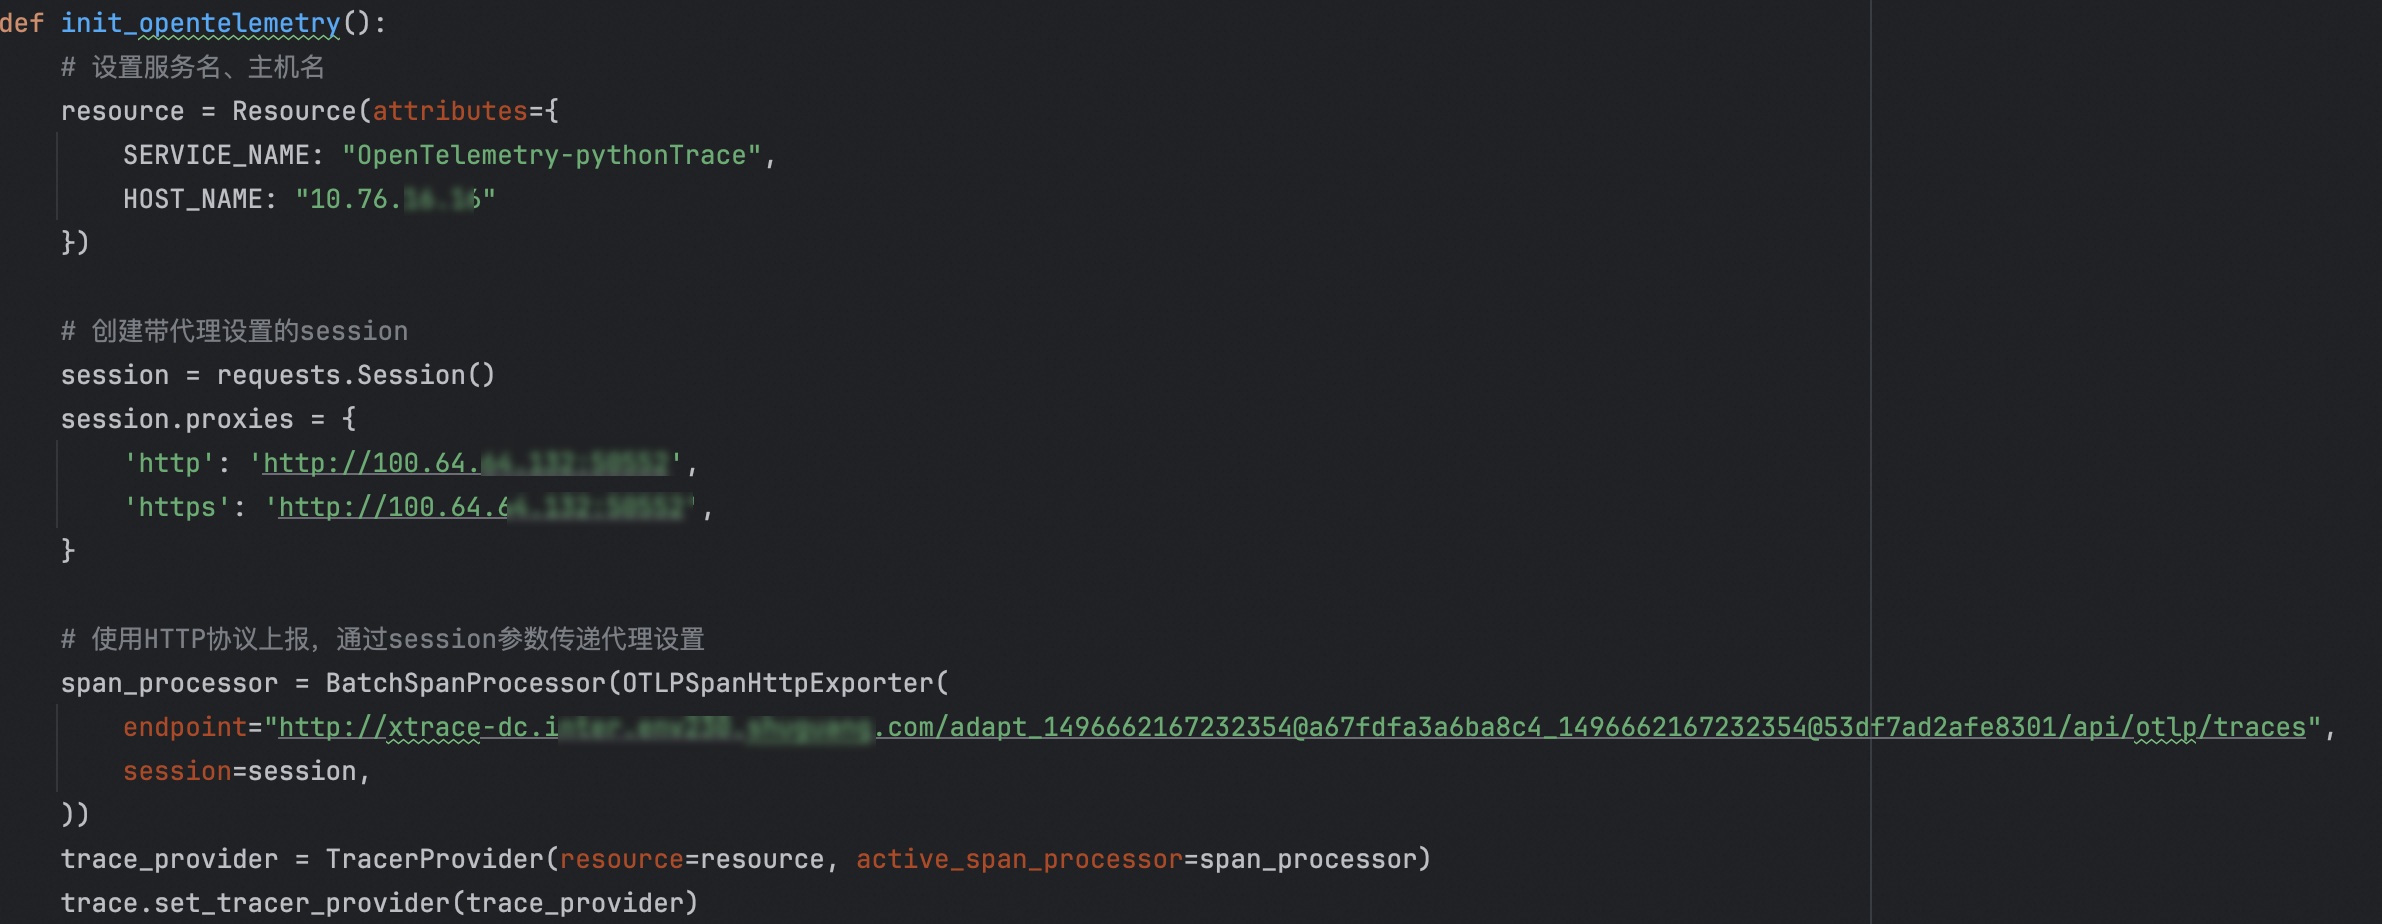 def init_opentelemetry():
# 设置服务名、主机名
resource = Resource(attributes={
SERVICE_NAME: "OpenTelemetry-pythonTrace",
HOST_NAME: "10.76.
})
# 创建带代理设置的session
session = requests.Session()
session.proxies = {
'http': 'http://100.64. ',
'https': 'http://100.64. ,
}
# 使用HTTP协议上报，通过session参数传递代理设置
span_processor = BatchSpanProcessor(OTLPSpanHttpExporter(
endpoint="http://xtrace-dc. .com/adapt_1496662167232354@a67fdfa3a6ba8c4_1496662167232354@53df7ad2afe8301/api/otlp/traces",
session=session,
))
trace_provider = TracerProvider(resource=resource, active_span_processor=span_processor)
trace.set_tracer_provider(trace_provider)